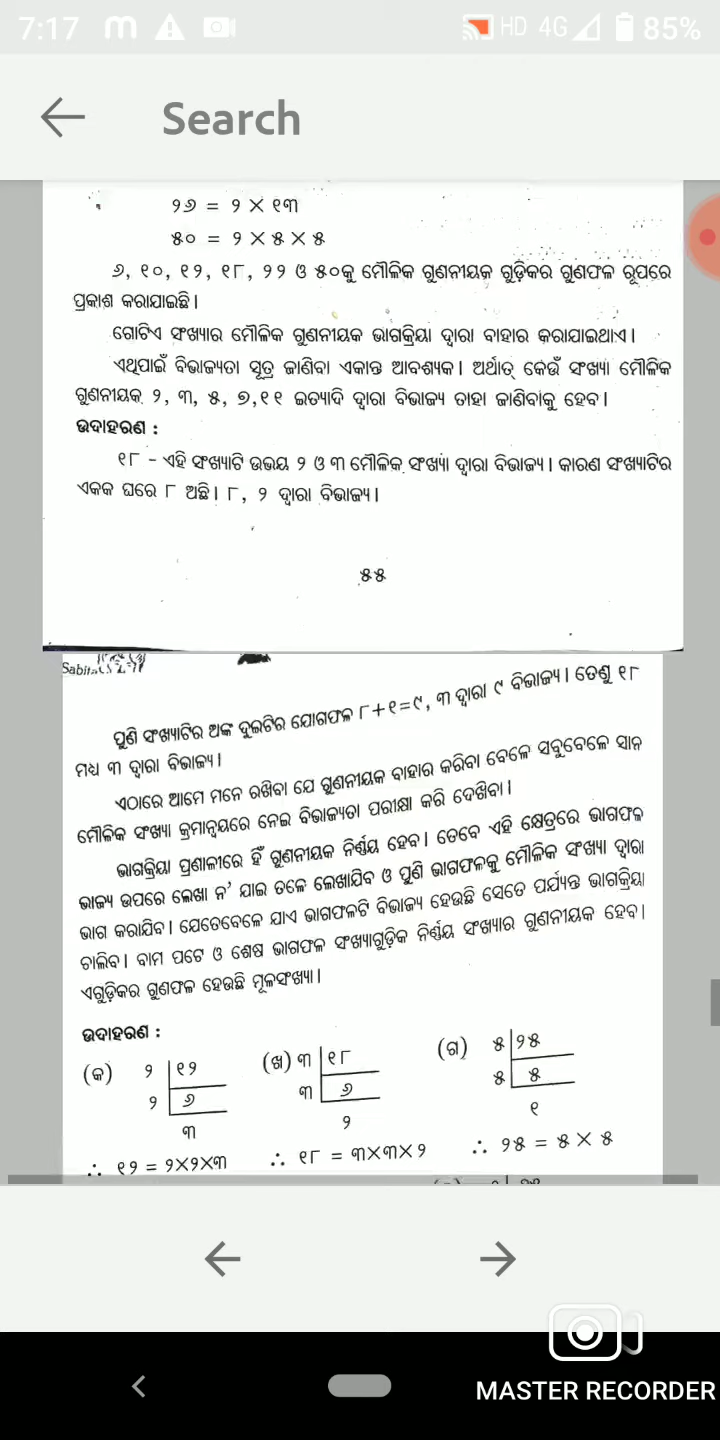 7:17 m HD 4G 85%
Search
୨୬ = ୨ × ୧୩
୫୦ = ୨ × ୫ × ୫
୬, ୧୦, ୧୨, ୧୮, ୨୨ ଓ ୫୦କୁ ମୌଳିକ ଗୁଣନୀୟକ ଗୁଡ଼ିକର ଗୁଣଫଳ ରୂପରେ
ପ୍ରକାଶ କରାଯାଇଛି।
ଗୋଟିଏ ସଂଖ୍ୟାର ମୌଳିକ ଗୁଣନୀୟକ ଭାଗକ୍ରିୟା ଦ୍ୱାରା ବାହାର କରାଯାଇଥାଏ।
ଏଥିପାଇଁ ବିଭାଜ୍ୟତା ସୂତ୍ର ଜାଣିବା ଏକାନ୍ତ ଆବଶ୍ୟକ। ଅର୍ଥାତ୍ କେଉଁ ସଂଖ୍ୟା ମୌଳିକ
ଗୁଣନୀୟକ ୨, ୩, ୫, ୭,୧୧ ଇତ୍ୟାଦି ଦ୍ୱାରା ବିଭାଜ୍ୟ ତାହା ଜାଣିବାକୁ ହେବ।
ଉଦାହରଣ :
୧୮ - ଏହି ସଂଖ୍ୟାଟି ଉଭୟ ୨ ଓ ୩ ମୌଳିକ ସଂଖ୍ୟା ଦ୍ୱାରା ବିଭାଜ୍ୟ। କାରଣ ସଂଖ୍ୟାଟିର
ଏକକ ଘରେ ୮ ଅଛି। ୮, ୨ ଦ୍ୱାରା ବିଭାଜ୍ୟ।
୫୫
ପୁଣି ସଂଖ୍ୟାଟିର ଅଙ୍କ ଦୁଇଟିର ଯୋଗଫଳ ୮+୧=୯, ୩ ଦ୍ୱାରା ୯ ବିଭାଜ୍ୟ। ତେଣୁ ୧୮
ମଧ୍ୟ ୩ ଦ୍ୱାରା ବିଭାଜ୍ୟ।
ଏଠାରେ ଆମେ ମନେ ରଖିବା ଯେ ଗୁଣନୀୟକ ବାହାର କରିବା ବେଳେ ସବୁବେଳେ ସାନ
ମୌଳିକ ସଂଖ୍ୟା କ୍ରମାନ୍ୱୟରେ ନେଇ ବିଭାଜ୍ୟତା ପରୀକ୍ଷା କରି ଦେଖିବା।
ଭାଗକ୍ରିୟା ପ୍ରଣାଳୀରେ ହିଁ ଗୁଣନୀୟକ ନିର୍ଣ୍ଣୟ ହେବ। ତେବେ ଏହି କ୍ଷେତ୍ରରେ ଭାଗଫଳ
ଭାଜ୍ୟ ଉପରେ ଲେଖା ନ' ଯାଇ ତଳେ ଲେଖାଯିବ ଓ ପୁଣି ଭାଗଫଳକୁ ମୌଳିକ ସଂଖ୍ୟା ଦ୍ୱାରା
ଭାଗ କରାଯିବ। ଯେତେବେଳେ ଯାଏ ଭାଗଫଳଟି ବିଭାଜ୍ୟ ହେଉଛି ସେତେ ପର୍ଯ୍ୟନ୍ତ ଭାଗକ୍ରିୟା
ଚାଲିବ। ବାମ ପଟେ ଓ ଶେଷ ଭାଗଫଳ ସଂଖ୍ୟାଗୁଡ଼ିକ ନିର୍ଣ୍ଣୟ ସଂଖ୍ୟାର ଗୁଣନୀୟକ ହେବ।
ଏଗୁଡ଼ିକର ଗୁଣଫଳ ହେଉଛି ମୂଳସଂଖ୍ୟା।
ଉଦାହରଣ :
(କ) ୨ ୧୨ (ଖ) ୩ ୧୮ (ଗ) ୫ ୨୫
୨ ୬ ୩ ୬ ୫ ୫
୩ ୨ ୧
∴ ୧୨ = ୨×୨×୩ ∴ ୧୮ = ୩×୩×୨ ∴ ୨୫ = ୫ × ୫
MASTER RECORDER